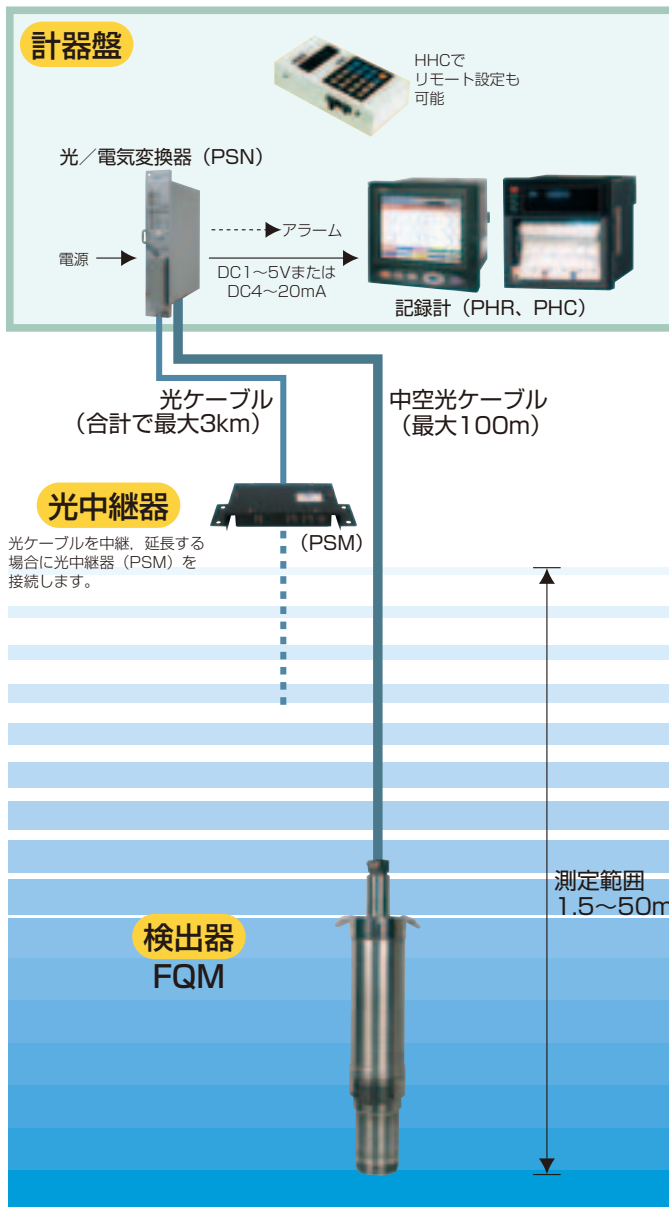 計器盤
HHCで
リモート設定も
可能
光／電気変換器（PSN）
電源
アラーム
DC1〜5Vまたは
DC4〜20mA
記録計（PHR、PHC）
光ケーブル
（合計で最大3km）
中空光ケーブル
（最大100m）
光中継器
（PSM）
光ケーブルを中継，延長する
場合に光中継器（PSM）を
接続します。
測定範囲
1.5〜50m
検出器
FQM